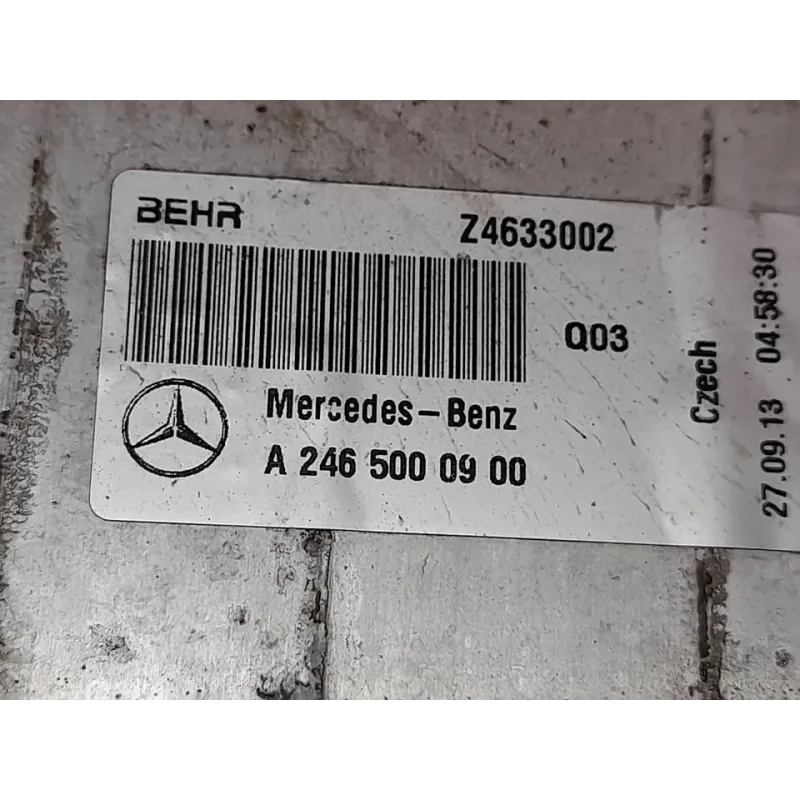 BEHR
Z4633002
Q03
Mercedes-Benz
A 246 500 09 00
Czech
27.09.13 04:58:30